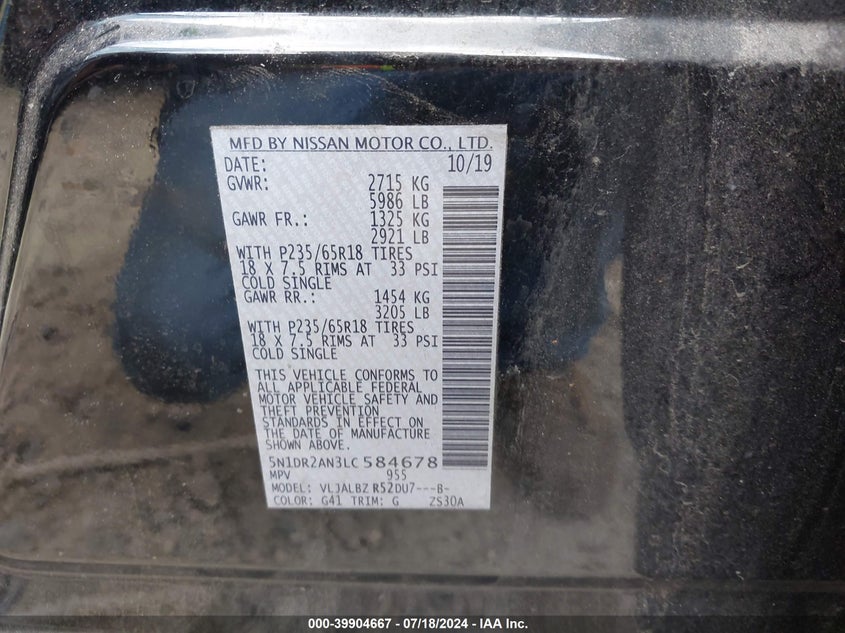 MFD BY NISSAN MOTOR CO., LTD.
DATE: 10/19
GVWR: 2715 KG
5986 LB
GAWR FR.: 1325 KG
2921 LB
WITH P235/65R18 TIRES
18 X 7.5 RIMS AT 33 PSI
COLD SINGLE
GAWR RR.: 1454 KG
3205 LB
WITH P235/65R18 TIRES
18 X 7.5 RIMS AT 33 PSI
COLD SINGLE
THIS VEHICLE CONFORMS TO
ALL APPLICABLE FEDERAL
MOTOR VEHICLE SAFETY AND
THEFT PREVENTION
STANDARDS IN EFFECT ON
THE DATE OF MANUFACTURE
SHOWN ABOVE.
5N1DR2AN3LC584678
MPV 955
MODEL: VLJALBZ R52DU7---B-
COLOR: G41 TRIM: G ZS30A
000-39904667 - 07/18/2024 - IAA Inc.